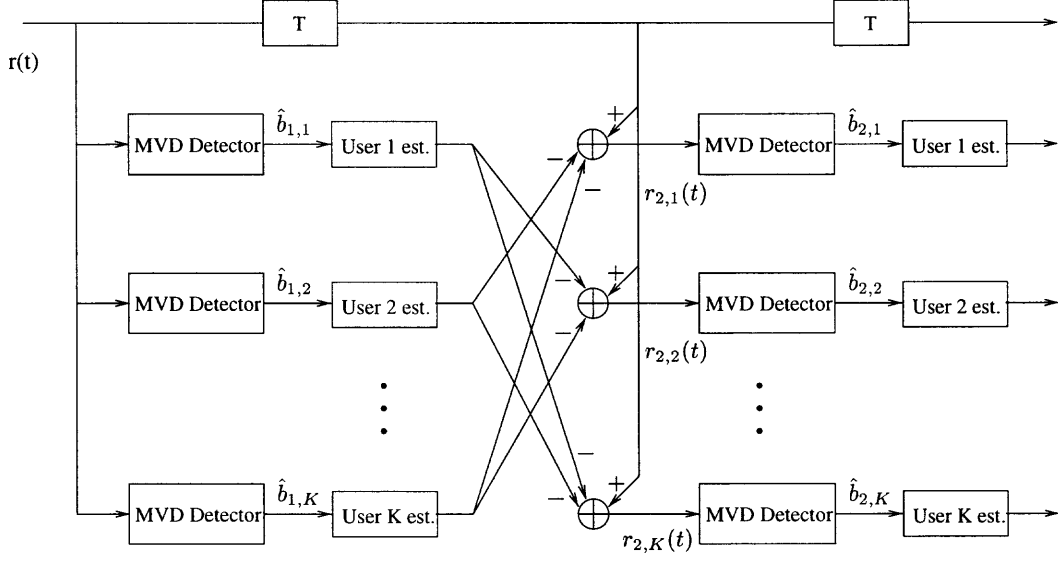 T
T
r(t)
+
MVD Detector
b̂₁,₁
User 1 est.
−
−
MVD Detector
b̂₂,₁
User 1 est.
r₂,₁(t)
+
MVD Detector
b̂₁,₂
User 2 est.
−
−
MVD Detector
b̂₂,₂
User 2 est.
r₂,₂(t)
−
+
MVD Detector
b̂₁,K
User K est.
−
MVD Detector
b̂₂,K
User K est.
r₂,K(t)